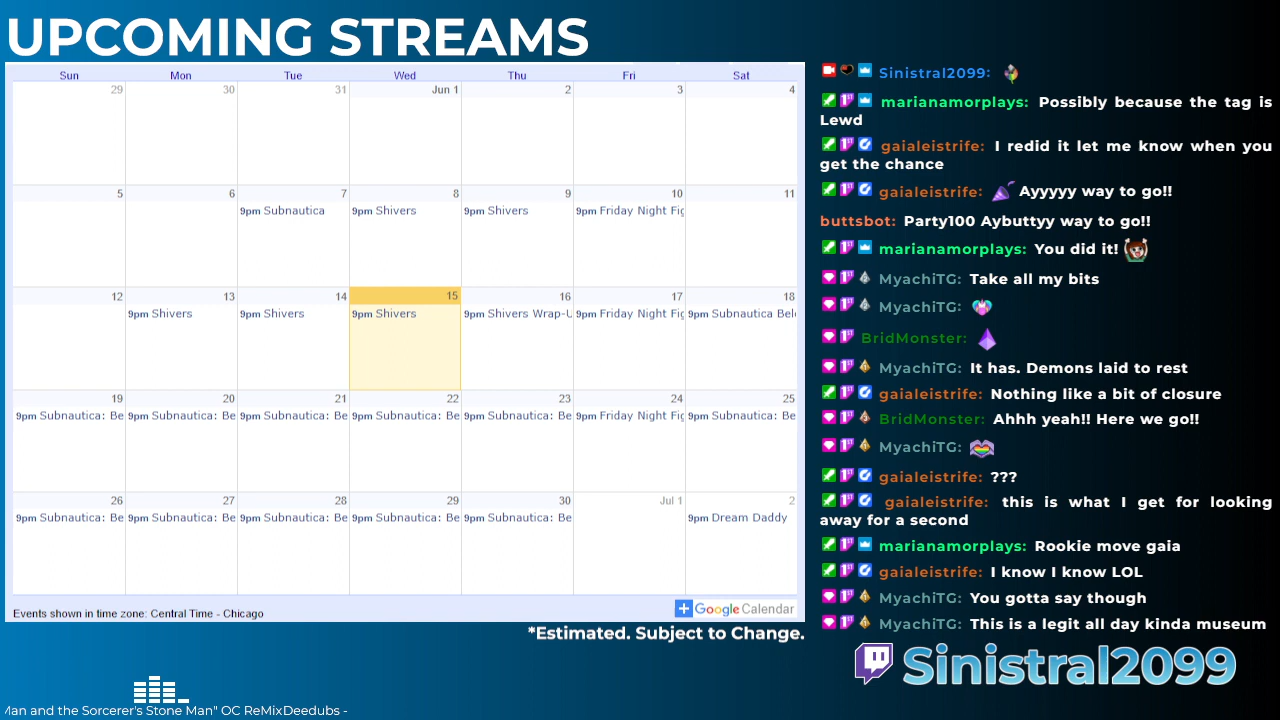 UPCOMING STREAMS
Sun Mon Tue Wed Thu Fri Sat
29 30 31 Jun 1 2 3 4
5 6 7 8 9 10 11
9pm Subnautica 9pm Shivers 9pm Shivers 9pm Friday Night Fig
12 13 14 15 16 17 18
9pm Shivers 9pm Shivers 9pm Shivers 9pm Shivers Wrap-U 9pm Friday Night Fig 9pm Subnautica Bel
19 20 21 22 23 24 25
9pm Subnautica: Be 9pm Subnautica: Be 9pm Subnautica: Be 9pm Subnautica: Be 9pm Subnautica: Be 9pm Friday Night Fig 9pm Subnautica: Be
26 27 28 29 30 Jul 1 2
9pm Subnautica: Be 9pm Subnautica: Be 9pm Subnautica: Be 9pm Subnautica: Be 9pm Subnautica: Be 9pm Dream Daddy
Events shown in time zone: Central Time - Chicago
+ Google Calendar
*Estimated. Subject to Change.
Man and the Sorcerer's Stone Man" OC ReMixDeedubs -
Sinistral2099:
marianamorplays: Possibly because the tag is
Lewd
gaialeistrife: I redid it let me know when you
get the chance
gaialeistrife: Ayyyyy way to go!!
buttsbot: Party100 Aybuttyy way to go!!
marianamorplays: You did it!
MyachiTG: Take all my bits
MyachiTG:
BridMonster:
MyachiTG: It has. Demons laid to rest
gaialeistrife: Nothing like a bit of closure
BridMonster: Ahhh yeah!! Here we go!!
MyachiTG:
gaialeistrife: ???
gaialeistrife: this is what I get for looking
away for a second
marianamorplays: Rookie move gaia
gaialeistrife: I know I know LOL
MyachiTG: You gotta say though
MyachiTG: This is a legit all day kinda museum
Sinistral2099